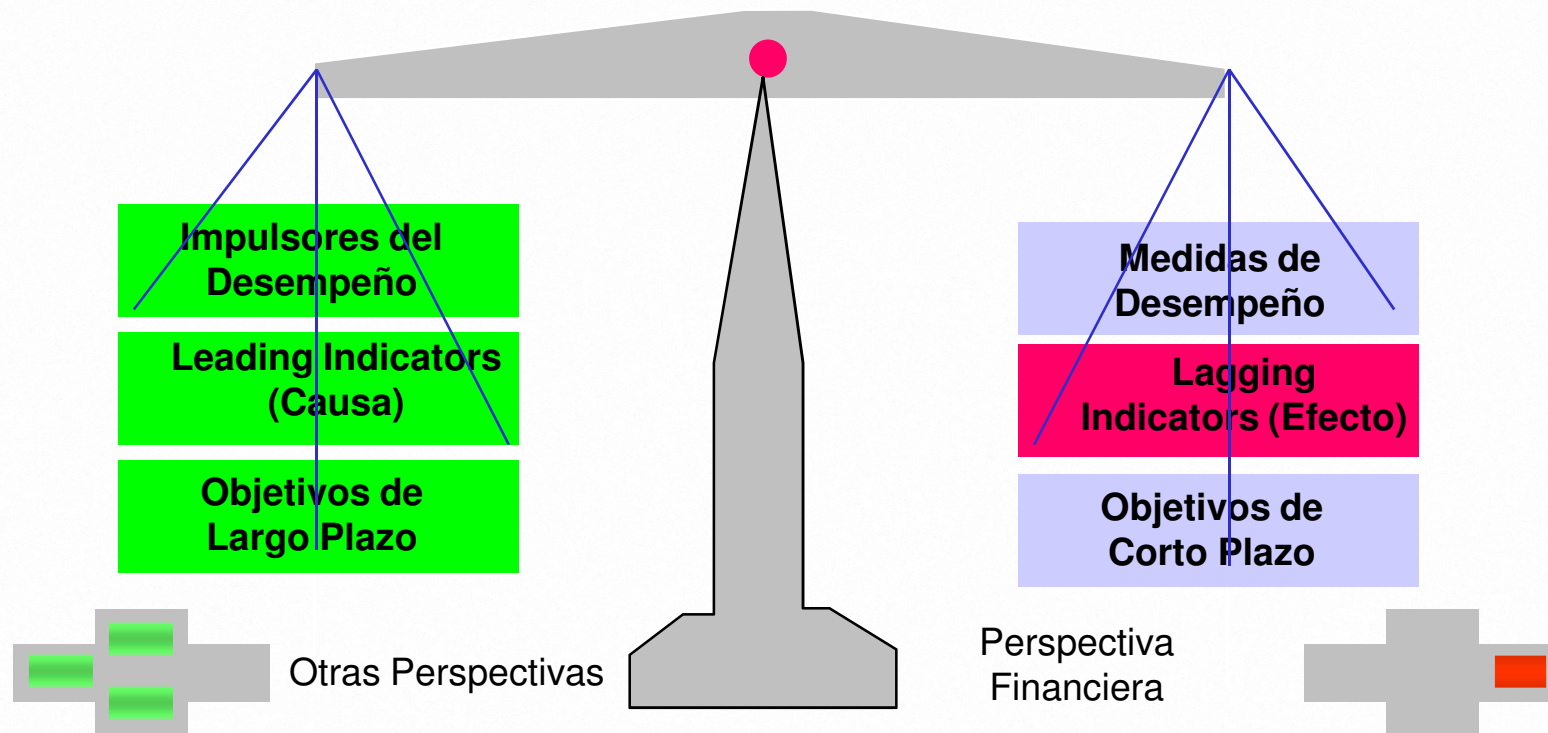 Impulsores del
Desempeño
Leading Indicators
(Causa)
Objetivos de
Largo Plazo
Otras Perspectivas
Medidas de
Desempeño
Lagging
Indicators (Efecto)
Objetivos de
Corto Plazo
Perspectiva
Financiera